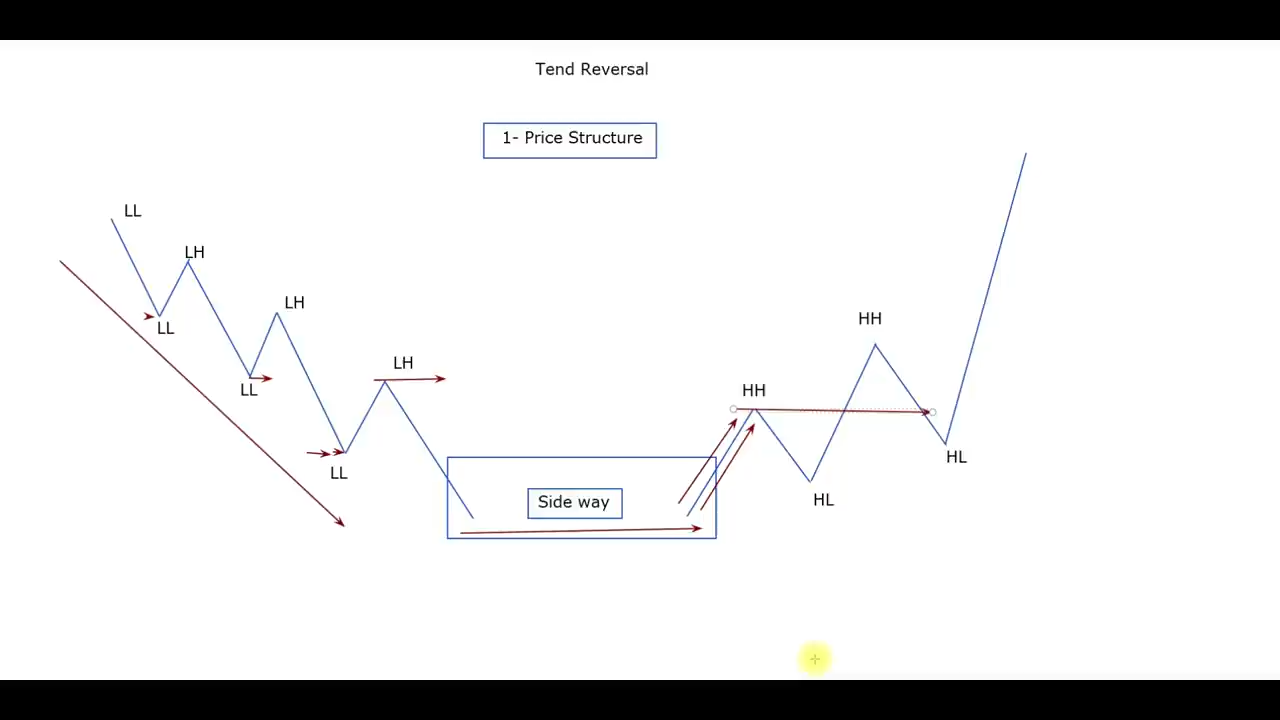 Tend Reversal
1- Price Structure
LL
LH
LL
LH
LL
LH
LL
Side way
HH
HL
HH
HL